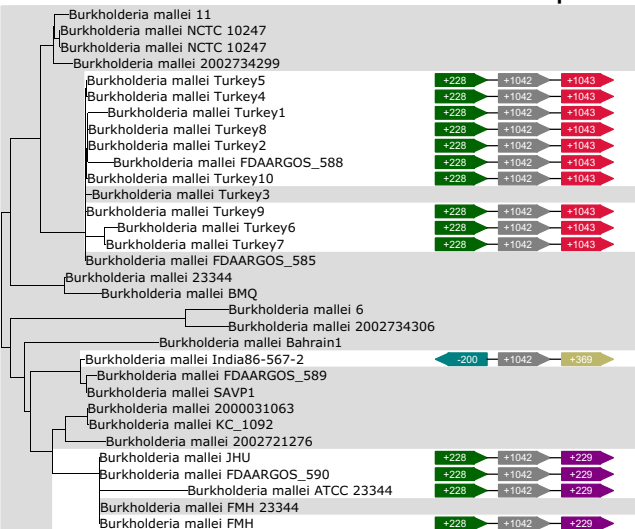 Burkholderia mallei 11
Burkholderia mallei NCTC 10247
Burkholderia mallei NCTC 10247
Burkholderia mallei 2002734299
Burkholderia mallei Turkey5 +228 +1042 +1043
Burkholderia mallei Turkey4 +228 +1042 +1043
Burkholderia mallei Turkey1 +228 +1042 +1043
Burkholderia mallei Turkey8 +228 +1042 +1043
Burkholderia mallei Turkey2 +228 +1042 +1043
Burkholderia mallei FDAARGOS_588 +228 +1042 +1043
Burkholderia mallei Turkey10 +228 +1042 +1043
Burkholderia mallei Turkey3
Burkholderia mallei Turkey9 +228 +1042 +1043
Burkholderia mallei Turkey6 +228 +1042 +1043
Burkholderia mallei Turkey7 +228 +1042 +1043
Burkholderia mallei FDAARGOS_585
Burkholderia mallei 23344
Burkholderia mallei BMQ
Burkholderia mallei 6
Burkholderia mallei 2002734306
Burkholderia mallei Bahrain1
Burkholderia mallei India86-567-2 -200 +1042 +369
Burkholderia mallei FDAARGOS_589
Burkholderia mallei SAVP1
Burkholderia mallei 2000031063
Burkholderia mallei KC_1092
Burkholderia mallei 2002721276
Burkholderia mallei JHU +228 +1042 +229
Burkholderia mallei FDAARGOS_590 +228 +1042 +229
Burkholderia mallei ATCC 23344 +228 +1042 +229
Burkholderia mallei FMH 23344
Burkholderia mallei FMH +228 +1042 +229